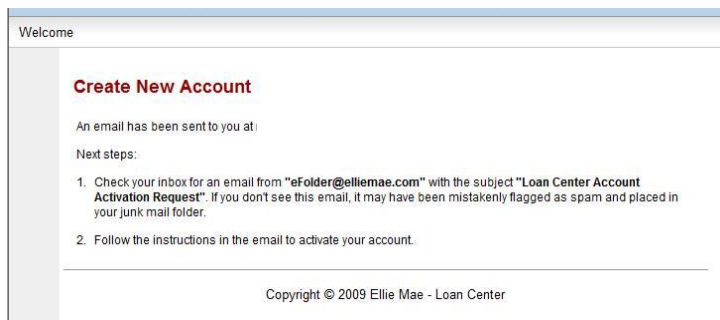 Welcome
Create New Account
An email has been sent to you at
Next steps:
1. Check your inbox for an email from "eFolder@elliemae.com" with the subject "Loan Center Account
Activation Request". If you don't see this email, it may have been mistakenly flagged as spam and placed in
your junk mail folder.
2. Follow the instructions in the email to activate your account.
Copyright © 2009 Ellie Mae - Loan Center